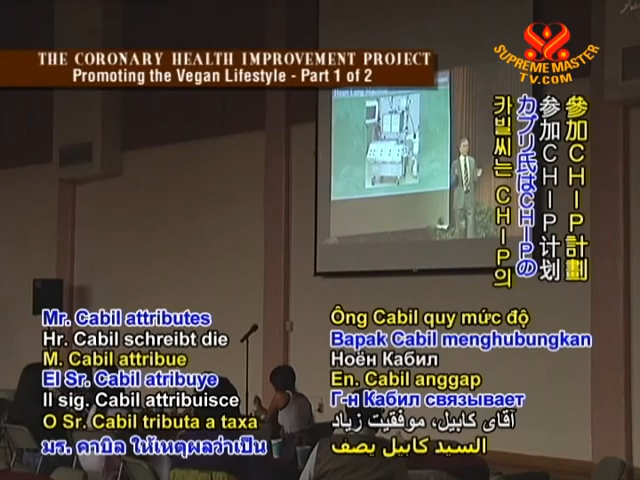 THE CORONARY HEALTH IMPROVEMENT PROJECT
Promoting the Vegan Lifestyle - Part 1 of 2
SUPREME MASTER
TV.COM
Heart Lung Machine
參加CHIP計劃
参加CHIP计划
カブリ氏はCHIPの
카빌씨는 CHIP의
Mr. Cabil attributes
Hr. Cabil schreibt die
M. Cabil attribue
El Sr. Cabil atribuye
Il sig. Cabil attribuisce
O Sr. Cabil tributa a taxa
มร. คาบิล ให้เหตุผลว่าเป็น
Ông Cabil quy mức độ
Bapak Cabil menghubungkan
Ноён Кабил
En. Cabil anggap
Г-н Кабил связывает
آقای کابیل، موفقیت زیاد
السيد كابيل يصف